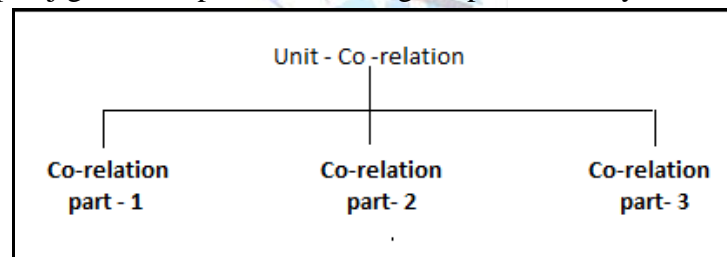 Unit - Co -relation
Co-relation
part - 1
Co-relation
part- 2
Co-relation
part- 3